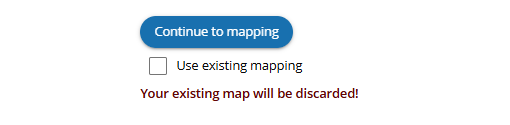 Continue to mapping
Use existing mapping
Your existing map will be discarded!